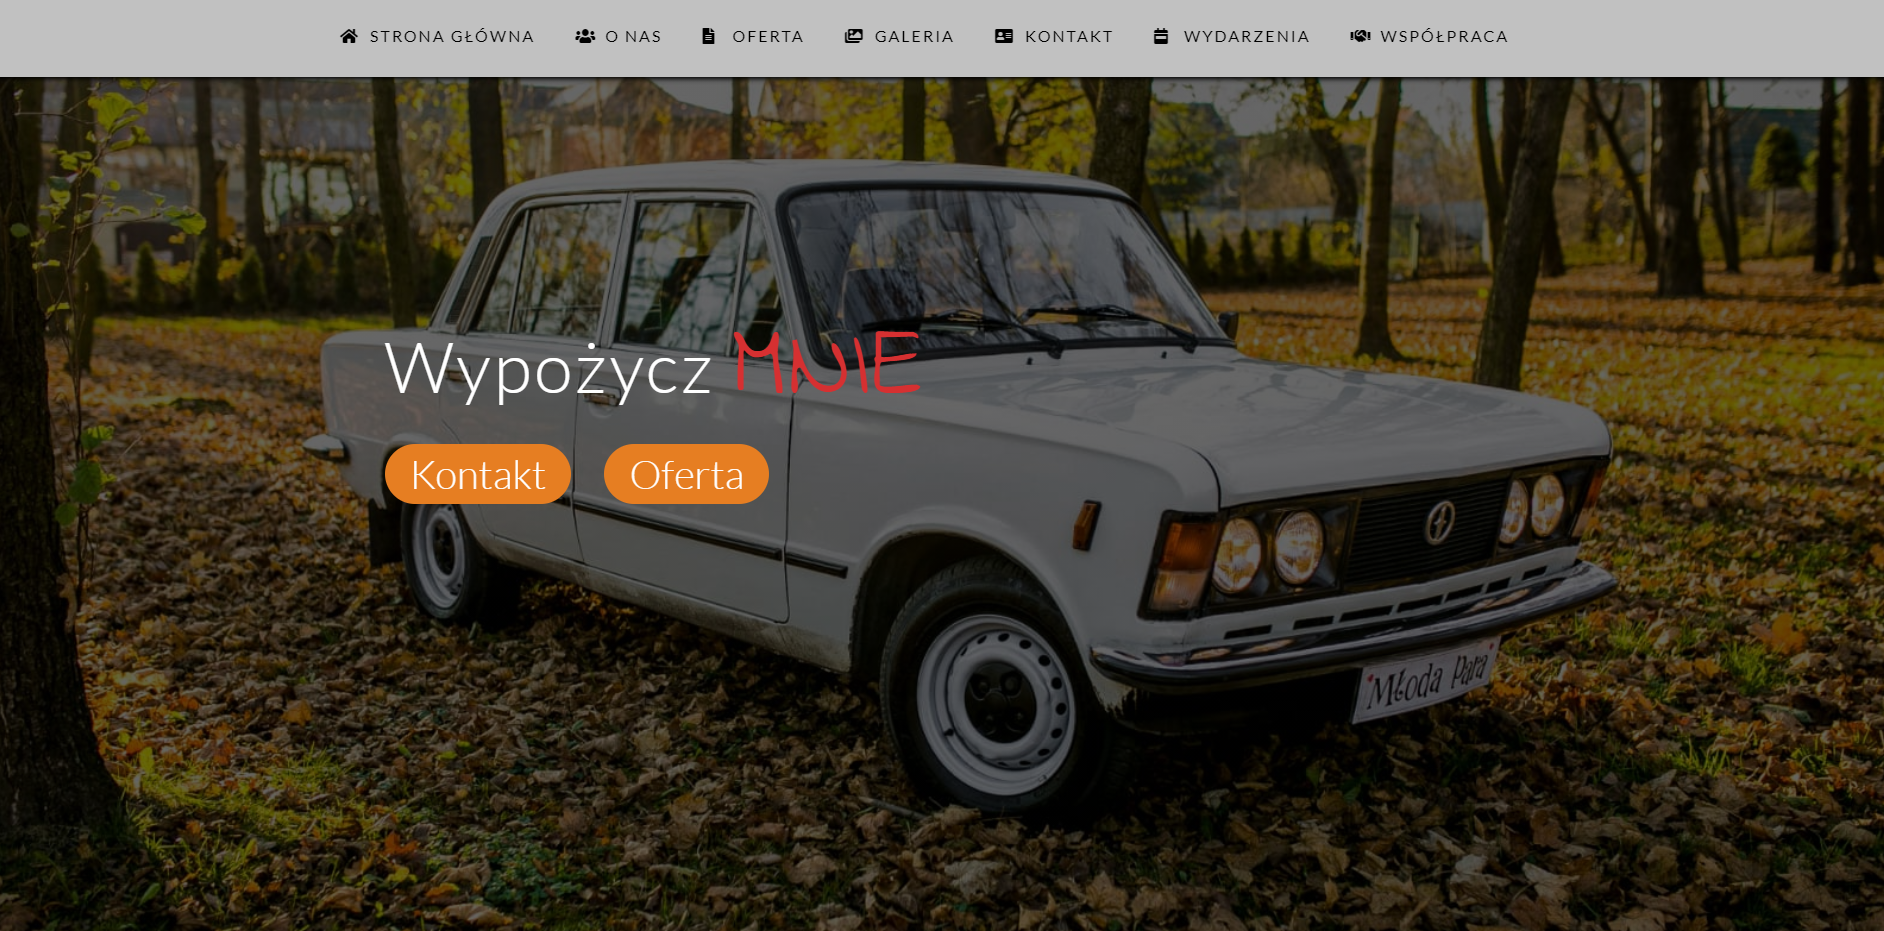 STRONA GŁÓWNA O NAS OFERTA GALERIA KONTAKT WYDARZENIA WSPÓŁPRACA
Wypożycz MNIE
Kontakt Oferta
Młoda Para